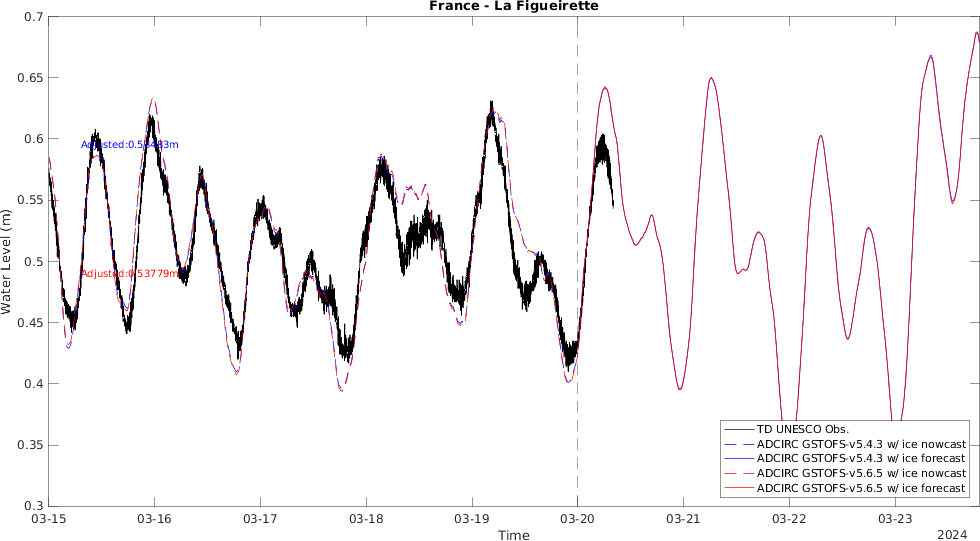 France - La Figueirette
0.7
0.65
0.6
0.55
0.5
0.45
0.4
0.35
0.3
Water Level (m)
Adjusted:0.53483m
Adjusted:0.53779m
TD UNESCO Obs.
ADCIRC GSTOFS-v5.4.3 w/ ice nowcast
ADCIRC GSTOFS-v5.4.3 w/ ice forecast
ADCIRC GSTOFS-v5.6.5 w/ ice nowcast
ADCIRC GSTOFS-v5.6.5 w/ ice forecast
03-15 03-16 03-17 03-18 03-19 03-20 03-21 03-22 03-23
Time
2024